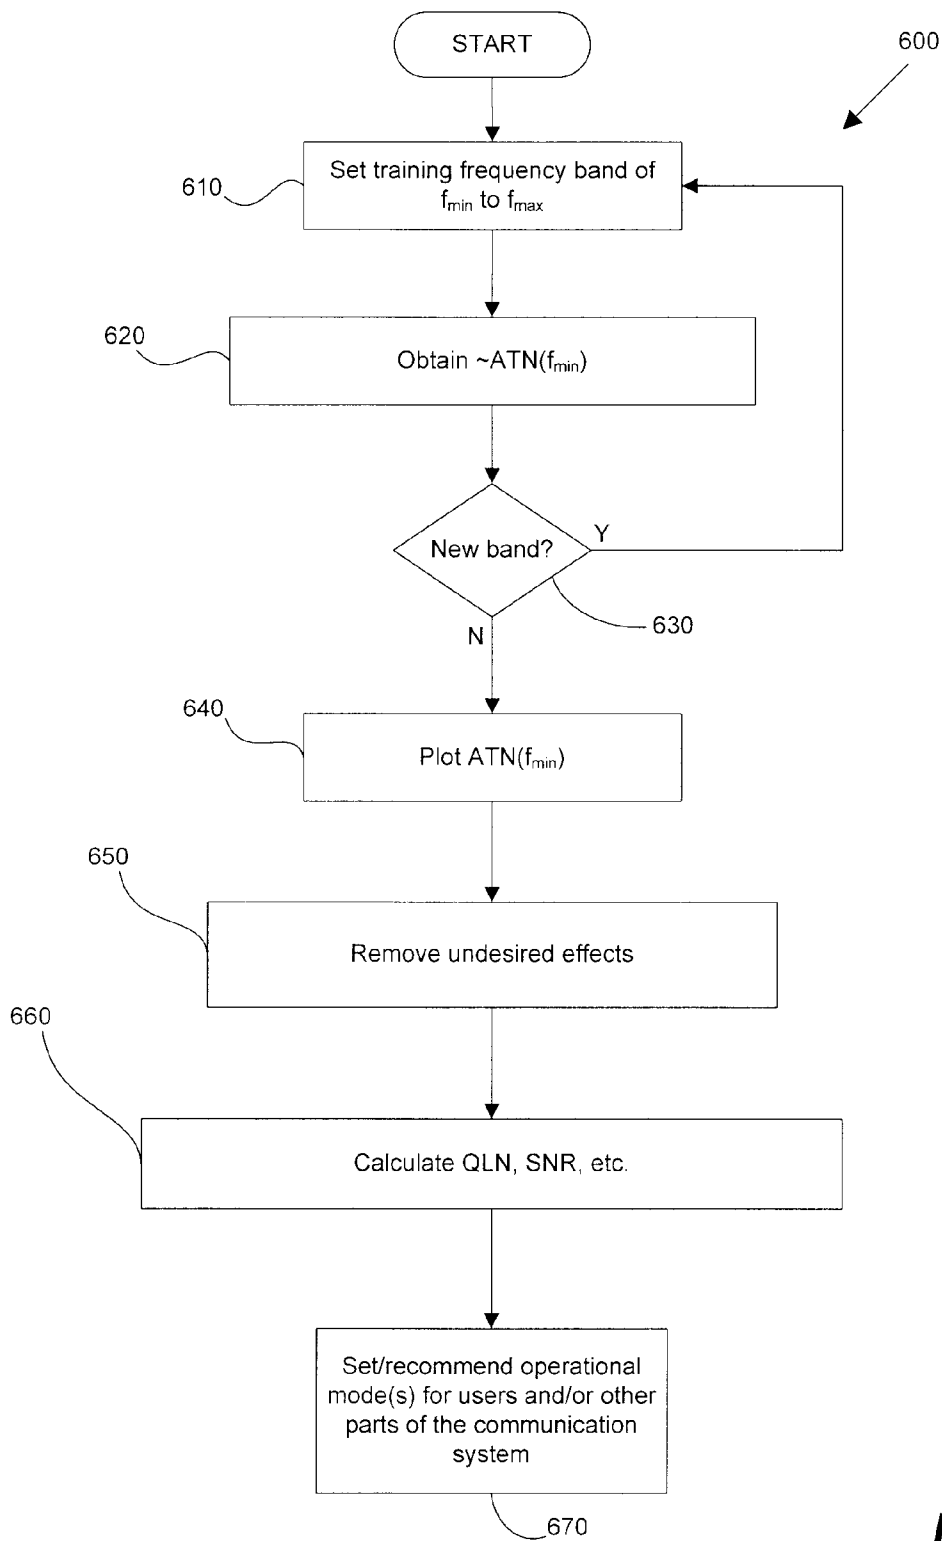 START
600
Set training frequency band of
fmin to fmax
610
620
Obtain ~ATN(fmin)
New band?
Y
630
N
640
Plot ATN(fmin)
650
Remove undesired effects
660
Calculate QLN, SNR, etc.
Set/recommend operational
mode(s) for users and/or other
parts of the communication
system
670